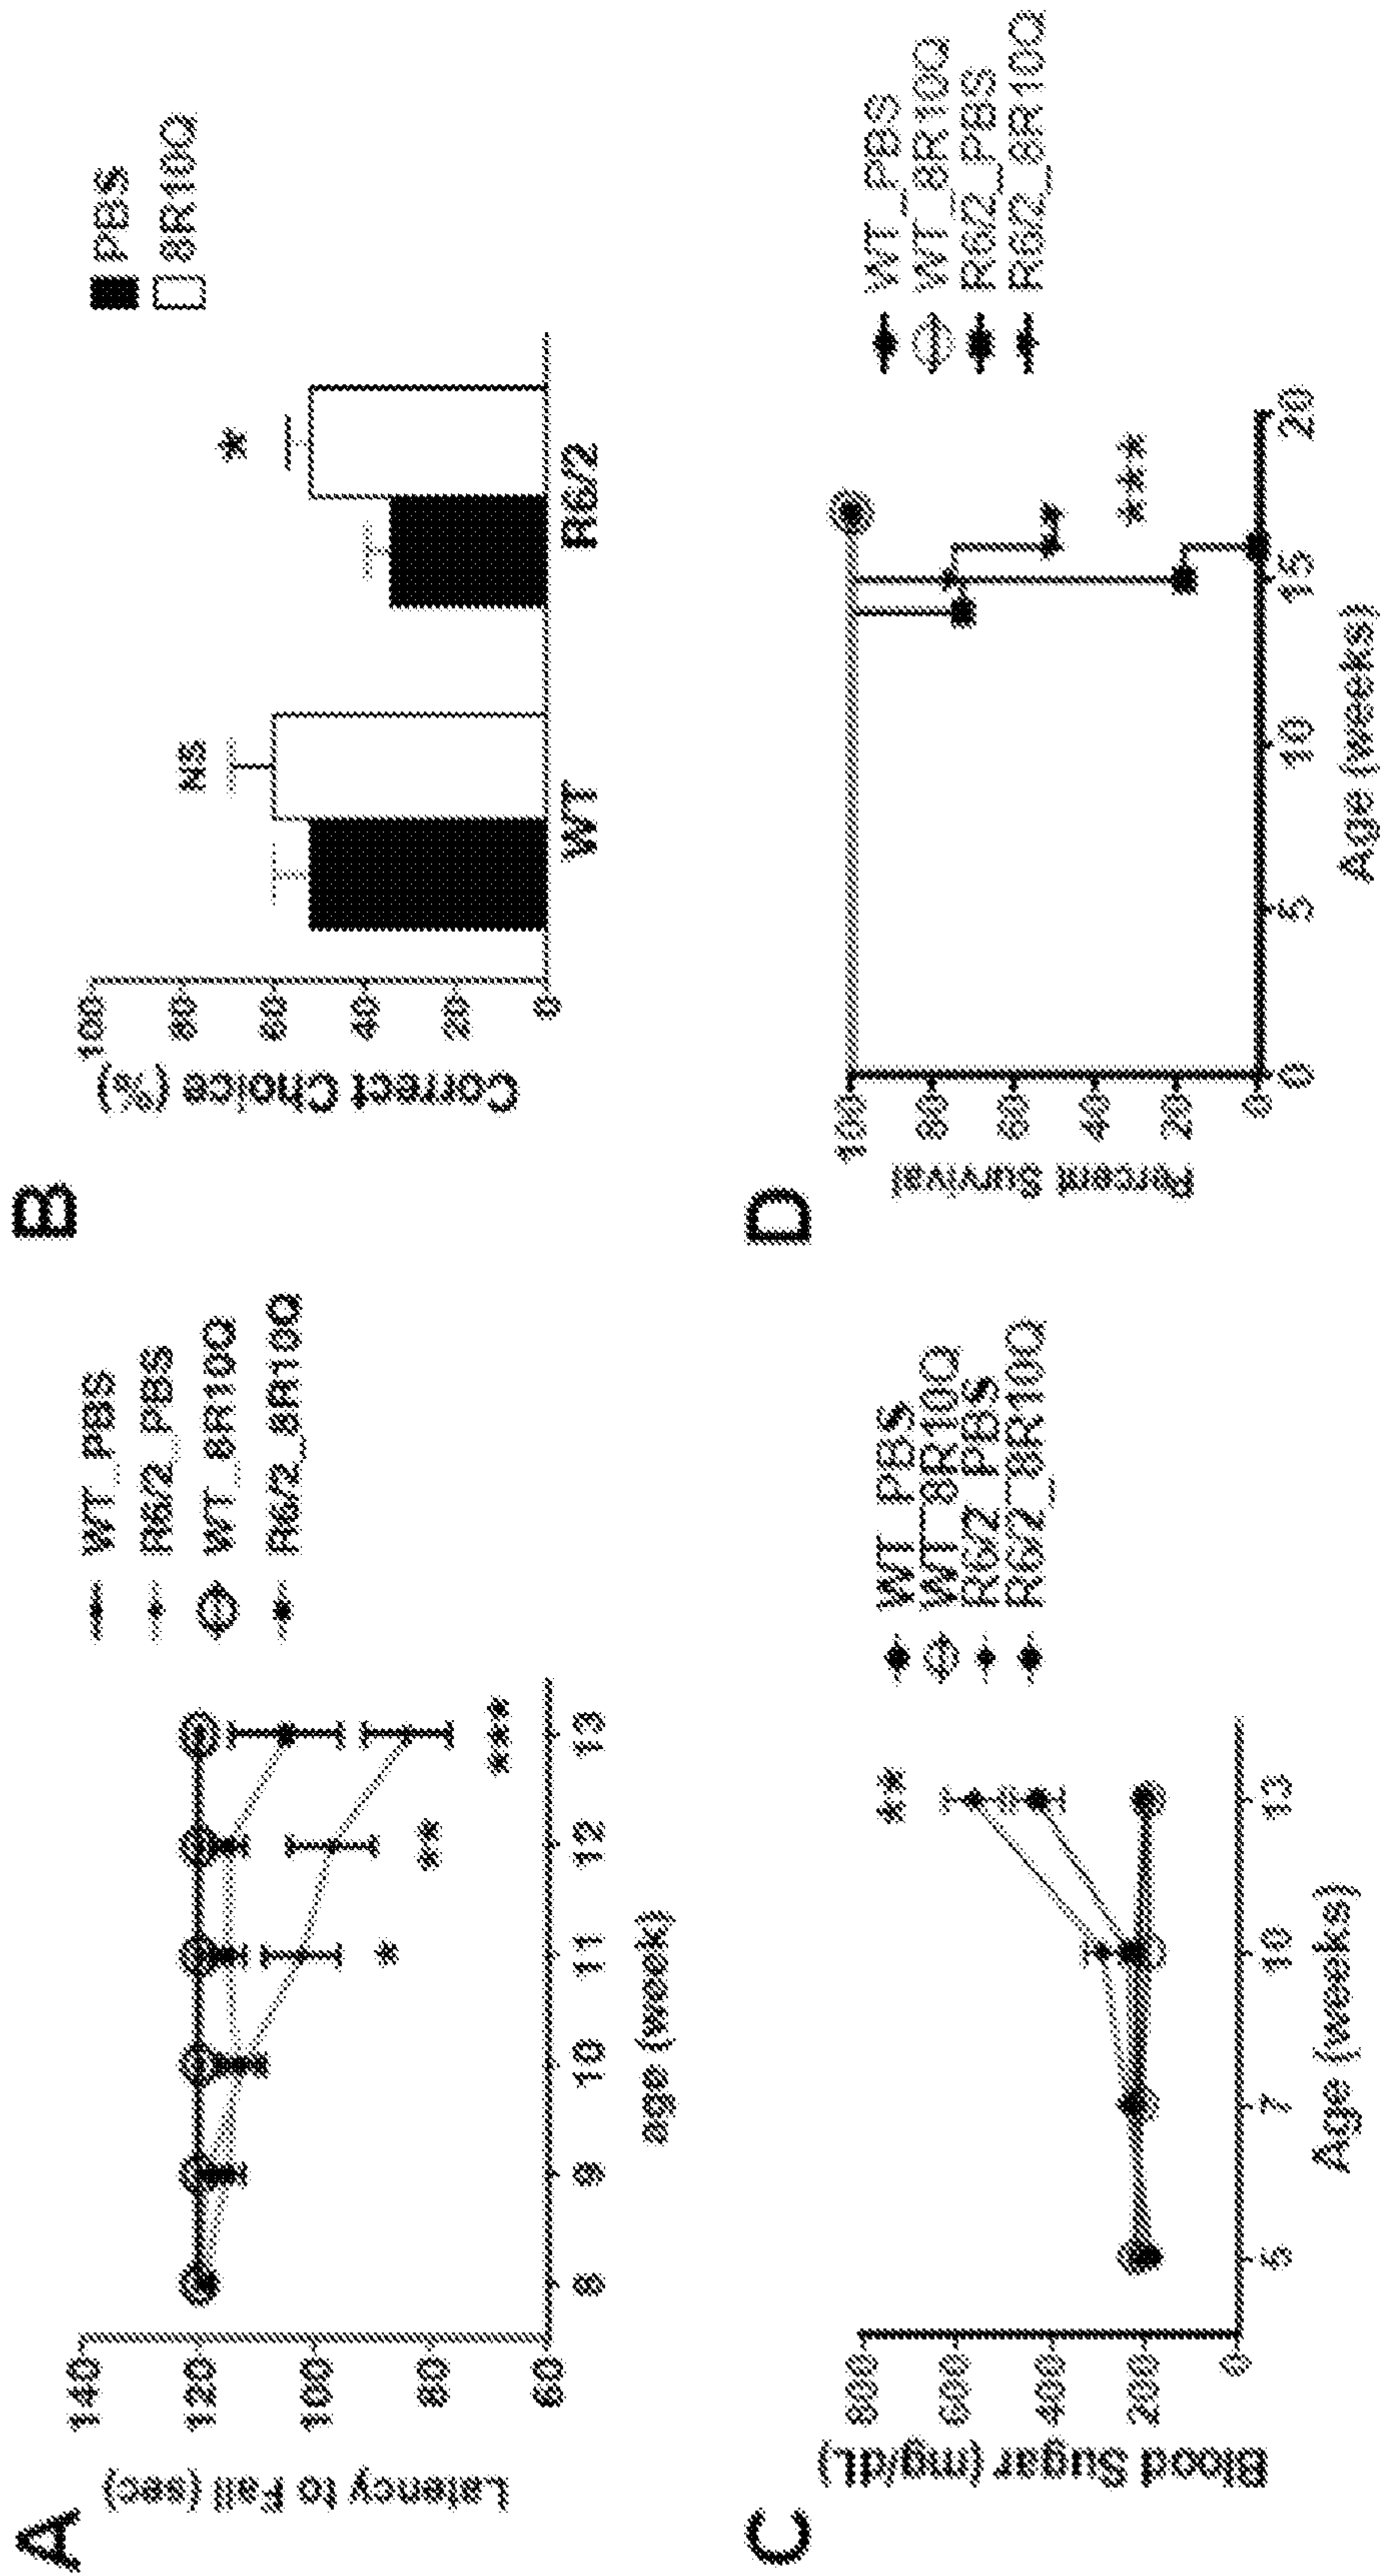 A
Latency to Fail (sec)
140
120
100
80
60
8
9
10
11
12
13
age (week)
*
**
***
WT_PBS
R6/2_PBS
WT_8R10Q
R6/2_8R10Q
B
Correct Choice (%)
100
80
60
40
20
0
WT
R6/2
NS
*
PBS
8R10Q
C
Blood Sugar (mg/dL)
800
600
400
200
0
5
7
10
13
Age (weeks)
**
WT_PBS
WT_8R10Q
R6/2_PBS
R6/2_8R10Q
D
Percent Survival
100
80
60
40
20
0
0
5
10
15
20
Age (weeks)
***
WT_PBS
WT_8R10Q
R6/2_PBS
R6/2_8R10Q